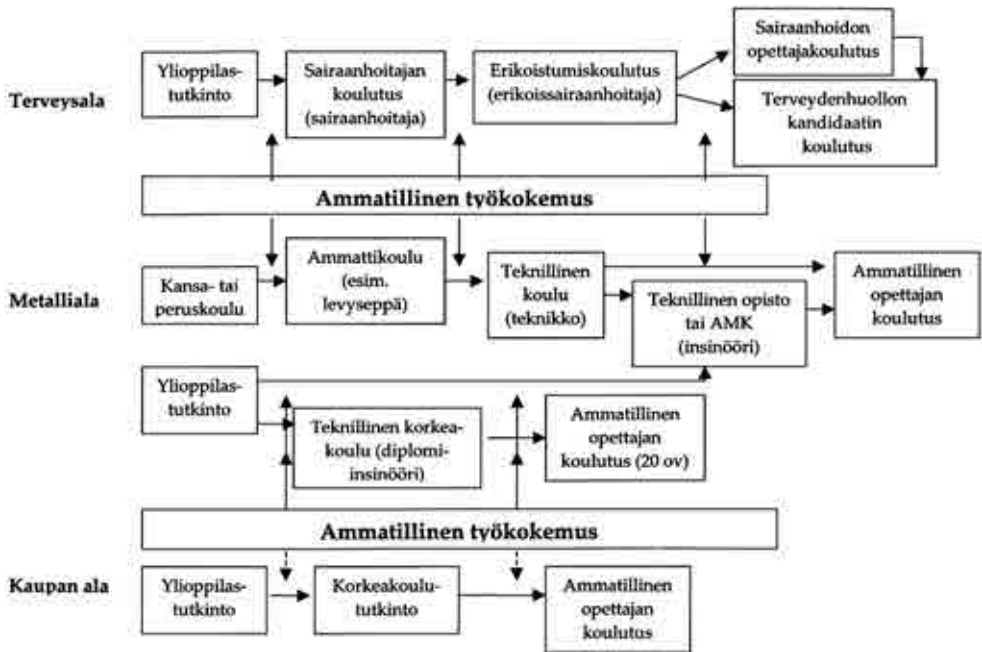 Terveysala
Ylioppilas-
tutkinto
Sairaanhoitajan
koulutus
(sairaanhoitaja)
Erikoistumiskoulutus
(erikoissairaanhoitaja)
Sairaanhoidon
opettajakoulutus
Terveydenhuollon
kandidaatin
koulutus
Ammatillinen työkokemus
Metalliala
Kansa- tai
peruskoulu
Ammattikoulu
(esim.
levyseppä)
Teknillinen
koulu
(teknikko)
Teknillinen opisto
tai AMK
(insinööri)
Ammatillinen
opettajan
koulutus
Ylioppilas-
tutkinto
Teknillinen korkea-
koulu (diplomi-
insinööri)
Ammatillinen
opettajan
koulutus (20 ov)
Ammatillinen työkokemus
Kaupan ala
Ylioppilas-
tutkinto
Korkeakoulu-
tutkinto
Ammatillinen
opettajan
koulutus